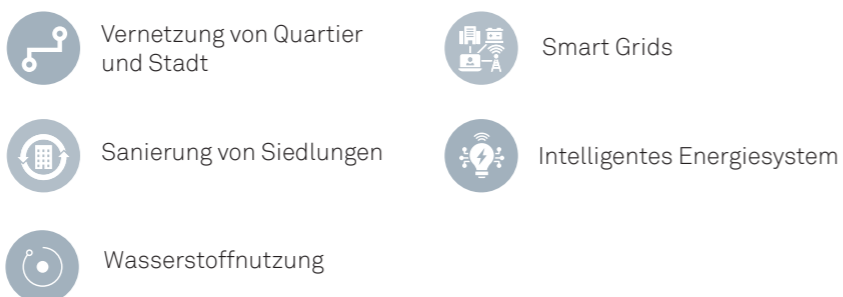 Vernetzung von Quartier
und Stadt
Smart Grids
Sanierung von Siedlungen
Intelligentes Energiesystem
Wasserstoffnutzung